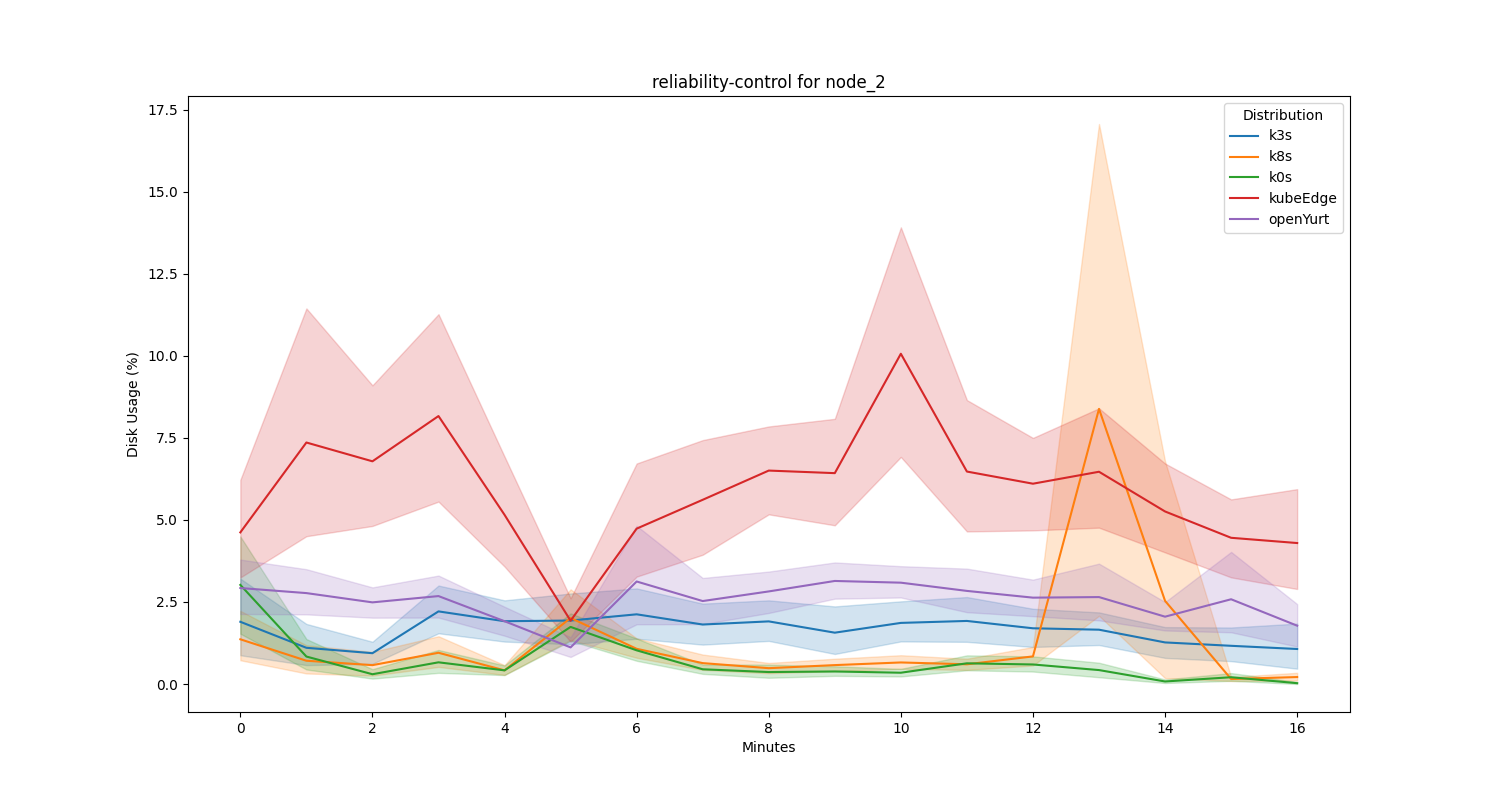 reliability-control for node_2
17.5
15.0
12.5
10.0
7.5
5.0
2.5
0.0
Disk Usage (%)
Distribution
k3s
k8s
k0s
kubeEdge
openYurt
0 2 4 6 8 10 12 14 16
Minutes